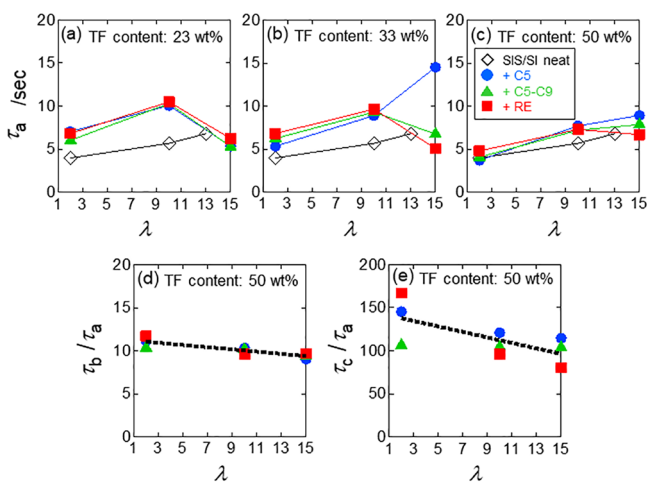 (a) TF content: 23 wt%
(b) TF content: 33 wt%
(c) TF content: 50 wt%
SIS/SI neat
+ C5
+ C5-C9
+ RE
τa /sec
20
15
10
5
0
1 3 5 7 9 11 13 15
λ
20
15
10
5
0
1 3 5 7 9 11 13 15
λ
20
15
10
5
0
1 3 5 7 9 11 13 15
λ
(d) TF content: 50 wt%
τb / τa
20
15
10
5
0
1 3 5 7 9 11 13 15
λ
(e) TF content: 50 wt%
τc / τa
200
150
100
50
0
1 3 5 7 9 11 13 15
λ